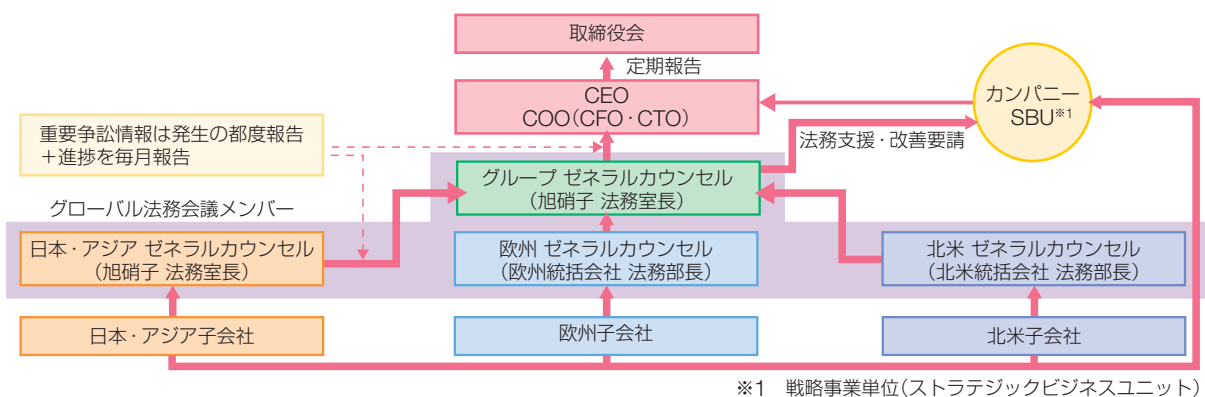 取締役会
定期報告
CEO
COO（CFO・CTO）
カンパニー
SBU※1
重要争訟情報は発生の都度報告
＋進捗を毎月報告
法務支援・改善要請
グループ ゼネラルカウンセル
（旭硝子 法務室長）
グローバル法務会議メンバー
日本・アジア ゼネラルカウンセル
（旭硝子 法務室長）
欧州 ゼネラルカウンセル
（欧州統括会社 法務部長）
北米 ゼネラルカウンセル
（北米統括会社 法務部長）
日本・アジア子会社
欧州子会社
北米子会社
※1　戦略事業単位（ストラテジックビジネスユニット）